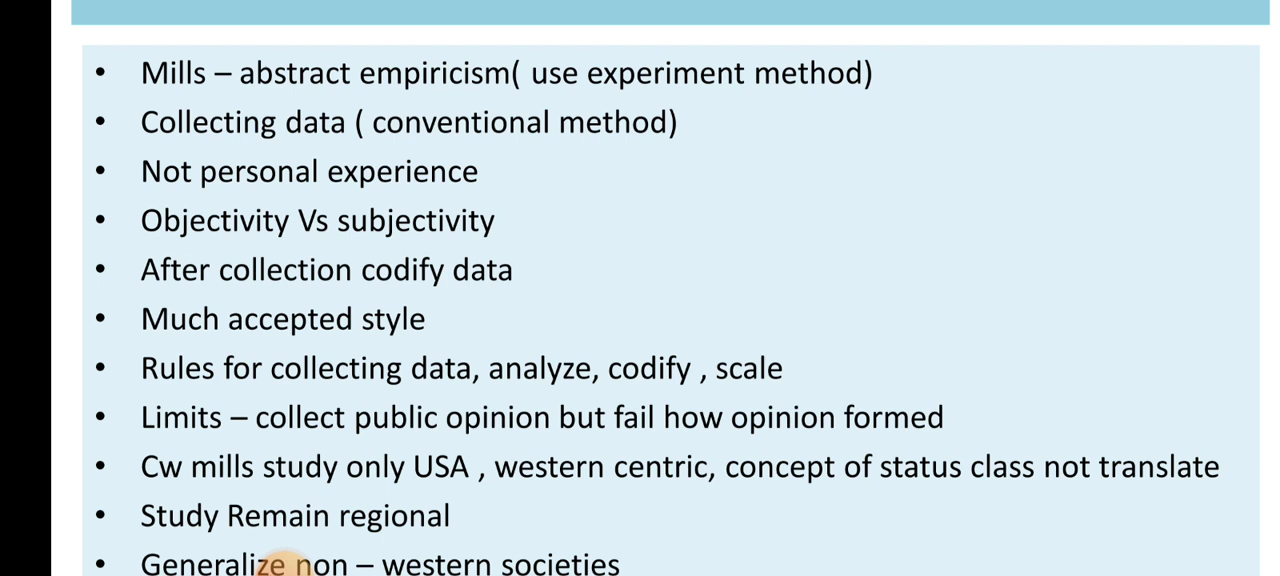 • Mills – abstract empiricism( use experiment method)
• Collecting data ( conventional method)
• Not personal experience
• Objectivity Vs subjectivity
• After collection codify data
• Much accepted style
• Rules for collecting data, analyze, codify , scale
• Limits – collect public opinion but fail how opinion formed
• Cw mills study only USA , western centric, concept of status class not translate
• Study Remain regional
• Generalize non – western societies